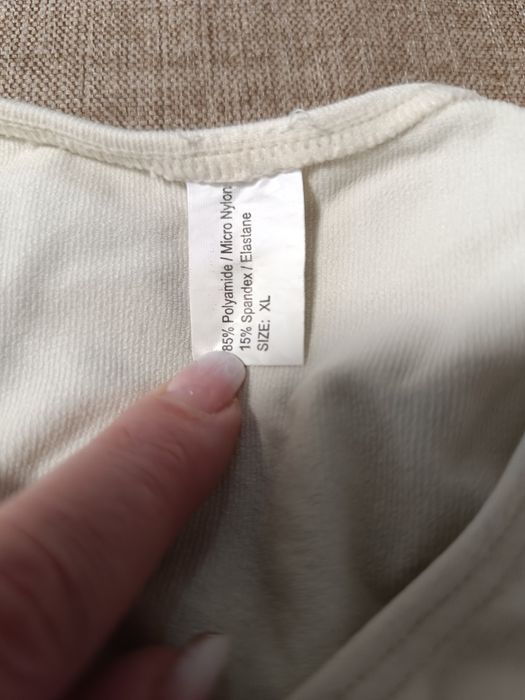 85% Polyamide / Micro Nylon
15% Spandex / Elastane
SIZE: XL